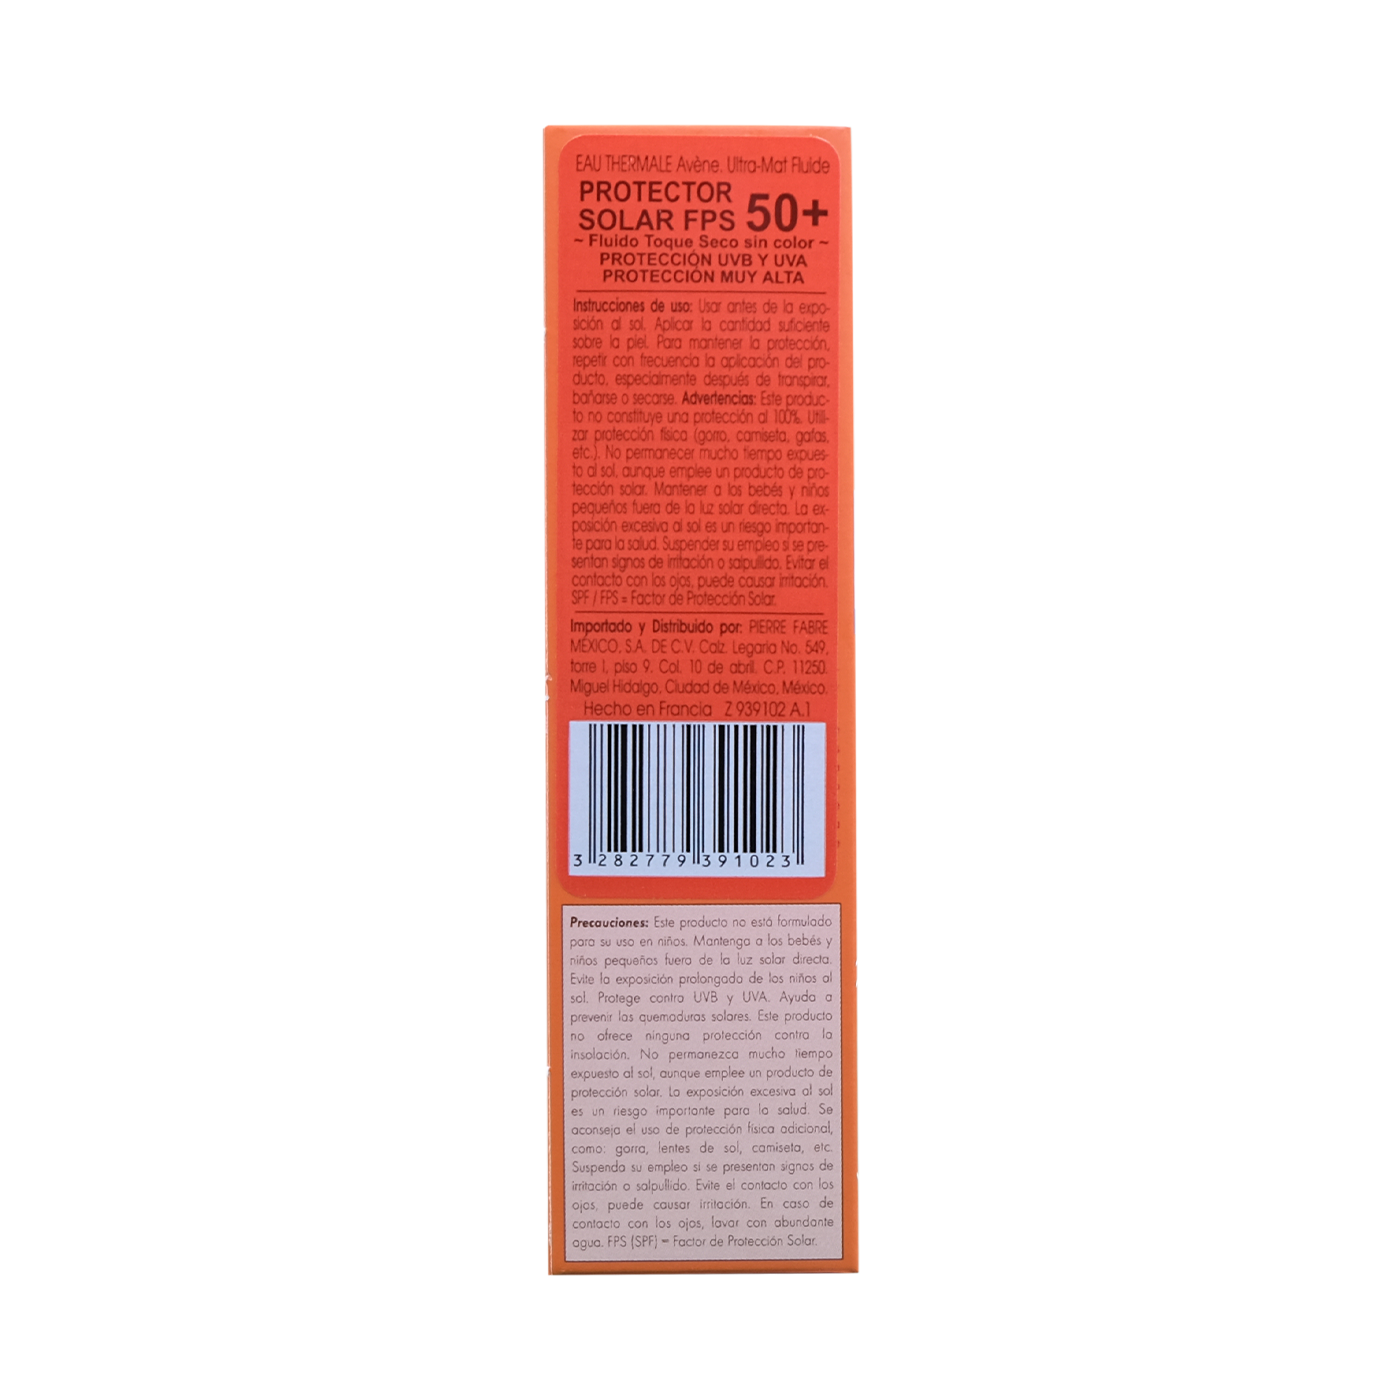 EAU THERMALE Avène. Ultra-Mat Fluide
PROTECTOR
SOLAR FPS 50+
~ Fluido Toque Seco sin color ~
PROTECCIÓN UVB Y UVA
PROTECCIÓN MUY ALTA
Instrucciones de uso: Usar antes de la expo-
sición al sol. Aplicar la cantidad suficiente
sobre la piel. Para mantener la protección,
repetir con frecuencia la aplicación del pro-
ducto, especialmente después de transpirar,
bañarse o secarse. Advertencias: Este produc-
to no constituye una protección al 100%. Utili-
zar protección física (gorro, camiseta, gafas,
etc.). No permanecer mucho tiempo expues-
to al sol, aunque emplee un producto de pro-
tección solar. Mantener a los bebés y niños
pequeños fuera de la luz solar directa. La ex-
posición excesiva al sol es un riesgo importan-
te para la salud. Suspender su empleo si se pre-
sentan signos de irritación o salpullido. Evitar el
contacto con los ojos, puede causar irritación.
SPF / FPS = Factor de Protección Solar.
Importado y Distribuido por: PIERRE FABRE
MÉXICO, S.A. DE C.V. Calz. Legaria No. 549,
torre I, piso 9. Col. 10 de abril. C.P. 11250.
Miguel Hidalgo, Ciudad de México, México.
Hecho en Francia Z 939102 A.1
3 282779 391023
Precauciones: Este producto no está formulado
para su uso en niños. Mantenga a los bebés y
niños pequeños fuera de la luz solar directa.
Evite la exposición prolongada de los niños al
sol. Protege contra UVB y UVA. Ayuda a
prevenir las quemaduras solares. Este producto
no ofrece ninguna protección contra la
insolación. No permanezca mucho tiempo
expuesto al sol, aunque emplee un producto de
protección solar. La exposición excesiva al sol
es un riesgo importante para la salud. Se
aconseja el uso de protección física adicional,
como: gorra, lentes de sol, camiseta, etc.
Suspenda su empleo si se presentan signos de
irritación o salpullido. Evite el contacto con los
ojos, puede causar irritación. En caso de
contacto con los ojos, lavar con abundante
agua. FPS (SPF) = Factor de Protección Solar.